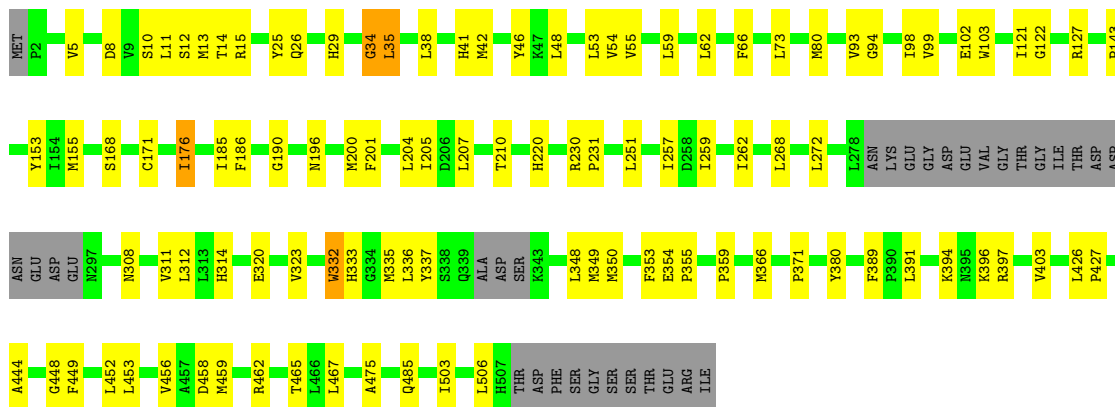 MET P2 V5 D8 V9 S10 L11 S12 M13 T14 R15 Y25 Q26 H29 G34 L35 L38 H41 M42 Y46 K47 L48 L53 V54 V55 L59 L62 F66 L73 M80 V93 G94 I98 V99 E102 W103 I121 G122 R127
Y153 I154 M155 S168 C171 I176 I185 F186 G190 N196 M200 F201 L204 I205 D206 L207 T210 H220 R230 P231 L251 I257 D258 I259 I262 L268 L272 L278 ASN LYS GLU GLY ASP GLU VAL GLY THR GLY ILE THR ASP
ASN GLU ASP GLU N297 N308 V311 L312 L313 H314 E320 V323 W332 H333 G334 M335 L336 Y337 S338 Q339 ALA ASP SER K343 L348 M349 M350 F353 E354 P355 P359 M366 P371 Y380 F389 P390 L391 K394 N395 K396 R397 V403 L426 P427
A444 G448 F449 L452 L453 V456 A457 D458 M459 R462 T465 L466 L467 A475 Q485 I503 L506 H507 THR ASP PHE SER GLY SER SER THR GLU ARG ILE